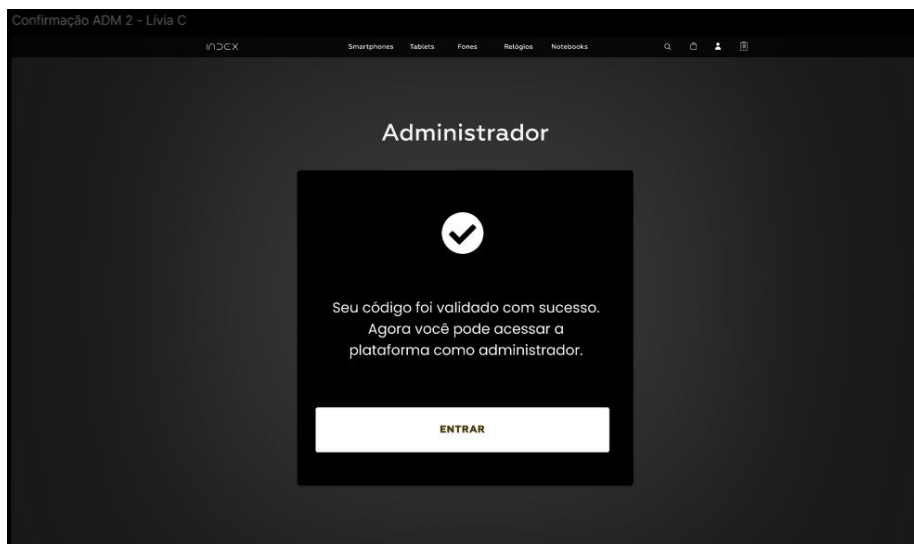 Confirmação ADM 2 - Lívia C
INDEX Smartphones Tablets Fones Relógios Notebooks
Administrador
Seu código foi validado com sucesso.
Agora você pode acessar a
plataforma como administrador.
ENTRAR